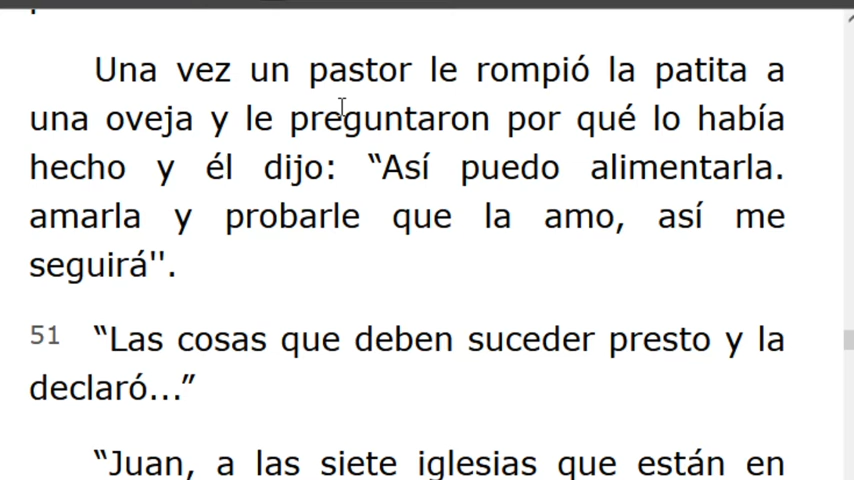 Una vez un pastor le rompió la patita a
una oveja y le preguntaron por qué lo había
hecho y él dijo: “Así puedo alimentarla.
amarla y probarle que la amo, así me
seguirá''.
51 “Las cosas que deben suceder presto y la
declaró...”
“Juan, a las siete iglesias que están en